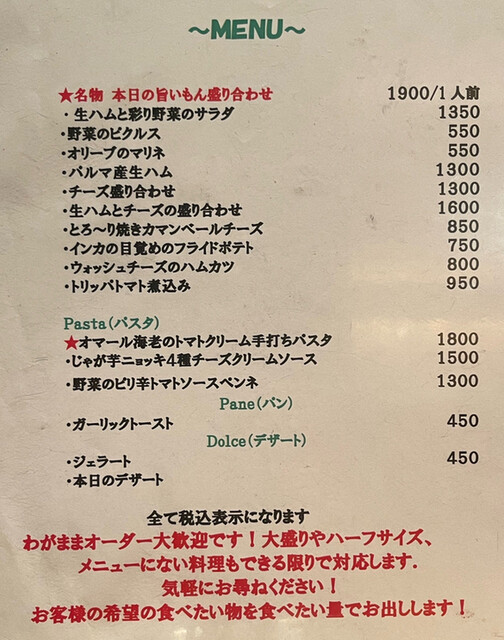 ～MENU～
★名物 本日の旨いもん盛り合わせ 1900/1人前
・生ハムと彩り野菜のサラダ 1350
・野菜のピクルス 550
・オリーブのマリネ 550
・パルマ産生ハム 1300
・チーズ盛り合わせ 1300
・生ハムとチーズの盛り合わせ 1600
・とろ～り焼きカマンベールチーズ 850
・インカの目覚めのフライドポテト 750
・ウォッシュチーズのハムカツ 800
・トリッパトマト煮込み 950
Pasta(パスタ)
★オマール海老のトマトクリーム手打ちパスタ 1800
・じゃが芋ニョッキ4種チーズクリームソース 1500
・野菜のピリ辛トマトソースペンネ 1300
Pane(パン)
・ガーリックトースト 450
Dolce(デザート)
・ジェラート 450
・本日のデザート
全て税込表示になります
わがままオーダー大歓迎です！大盛りやハーフサイズ、
メニューにない料理もできる限りで対応します.
気軽にお尋ねください！
お客様の希望の食べたい物を食べたい量でお出しします！